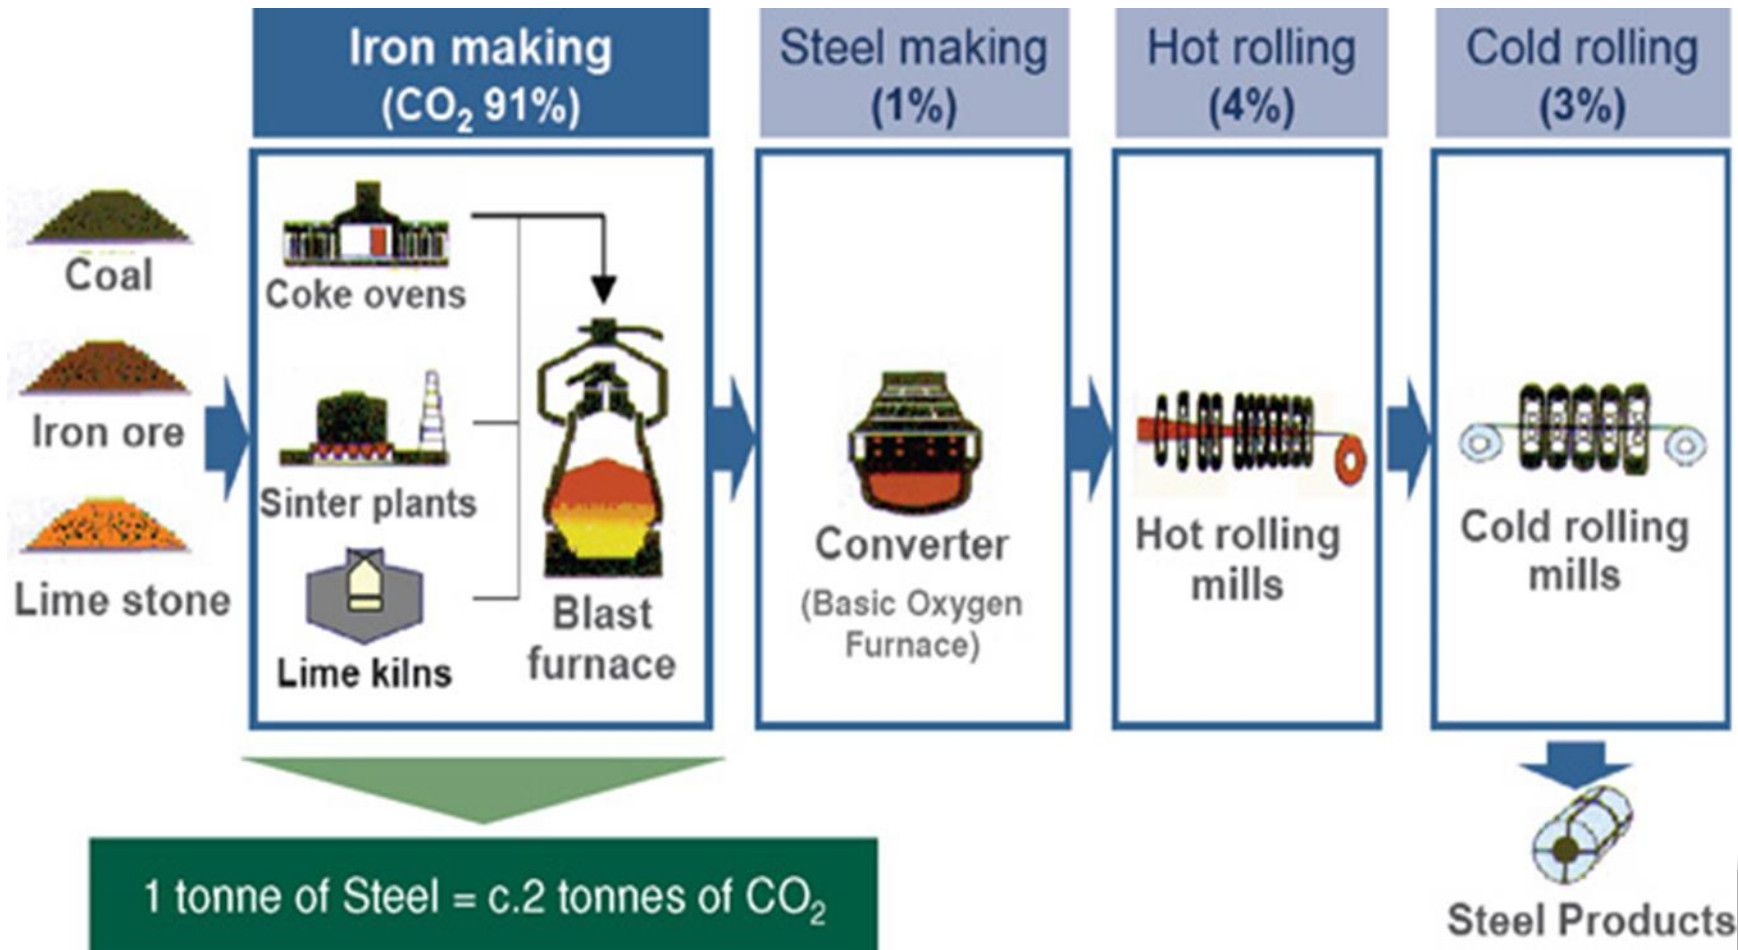 Iron making
(CO₂ 91%)
Steel making
(1%)
Hot rolling
(4%)
Cold rolling
(3%)
Coal
Iron ore
Lime stone
Coke ovens
Sinter plants
Lime kilns
Blast
furnace
Converter
(Basic Oxygen
Furnace)
Hot rolling
mills
Cold rolling
mills
1 tonne of Steel = c.2 tonnes of CO₂
Steel Products